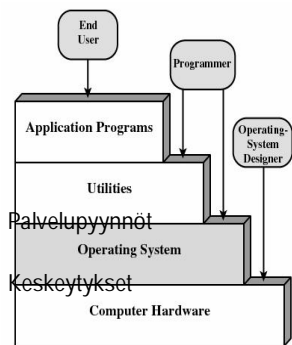 End
User
Programmer
Application Programs
Operating-
System
Designer
Utilities
Palvelupyynnöt
Operating System
Keskeytykset
Computer Hardware